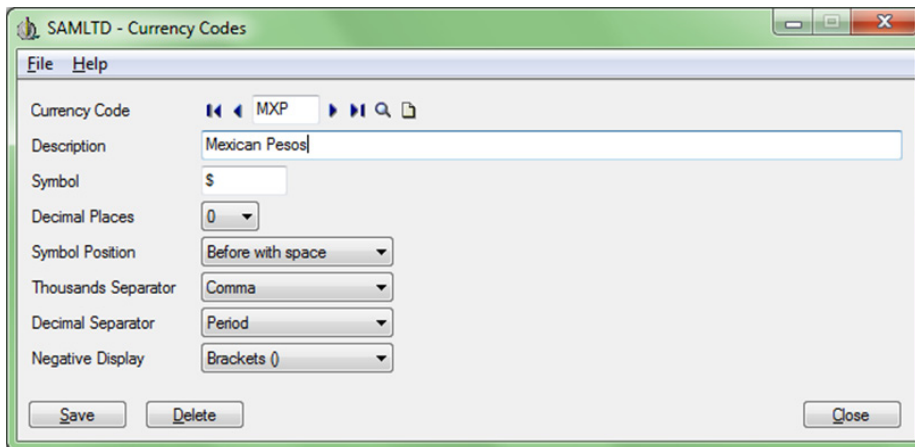 SAMLTD - Currency Codes
File Help
Currency Code MXP
Description Mexican Pesos
Symbol $
Decimal Places 0
Symbol Position Before with space
Thousands Separator Comma
Decimal Separator Period
Negative Display Brackets ()
Save Delete Close